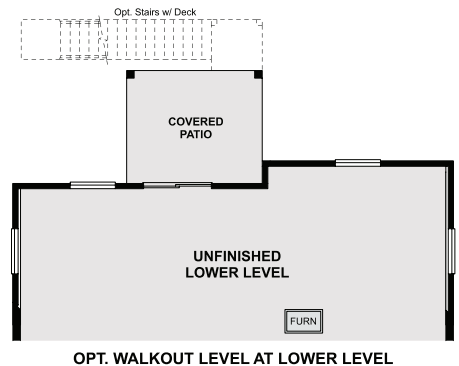 Opt. Stairs w/ Deck
COVERED
PATIO
UNFINISHED
LOWER LEVEL
FURN
OPT. WALKOUT LEVEL AT LOWER LEVEL